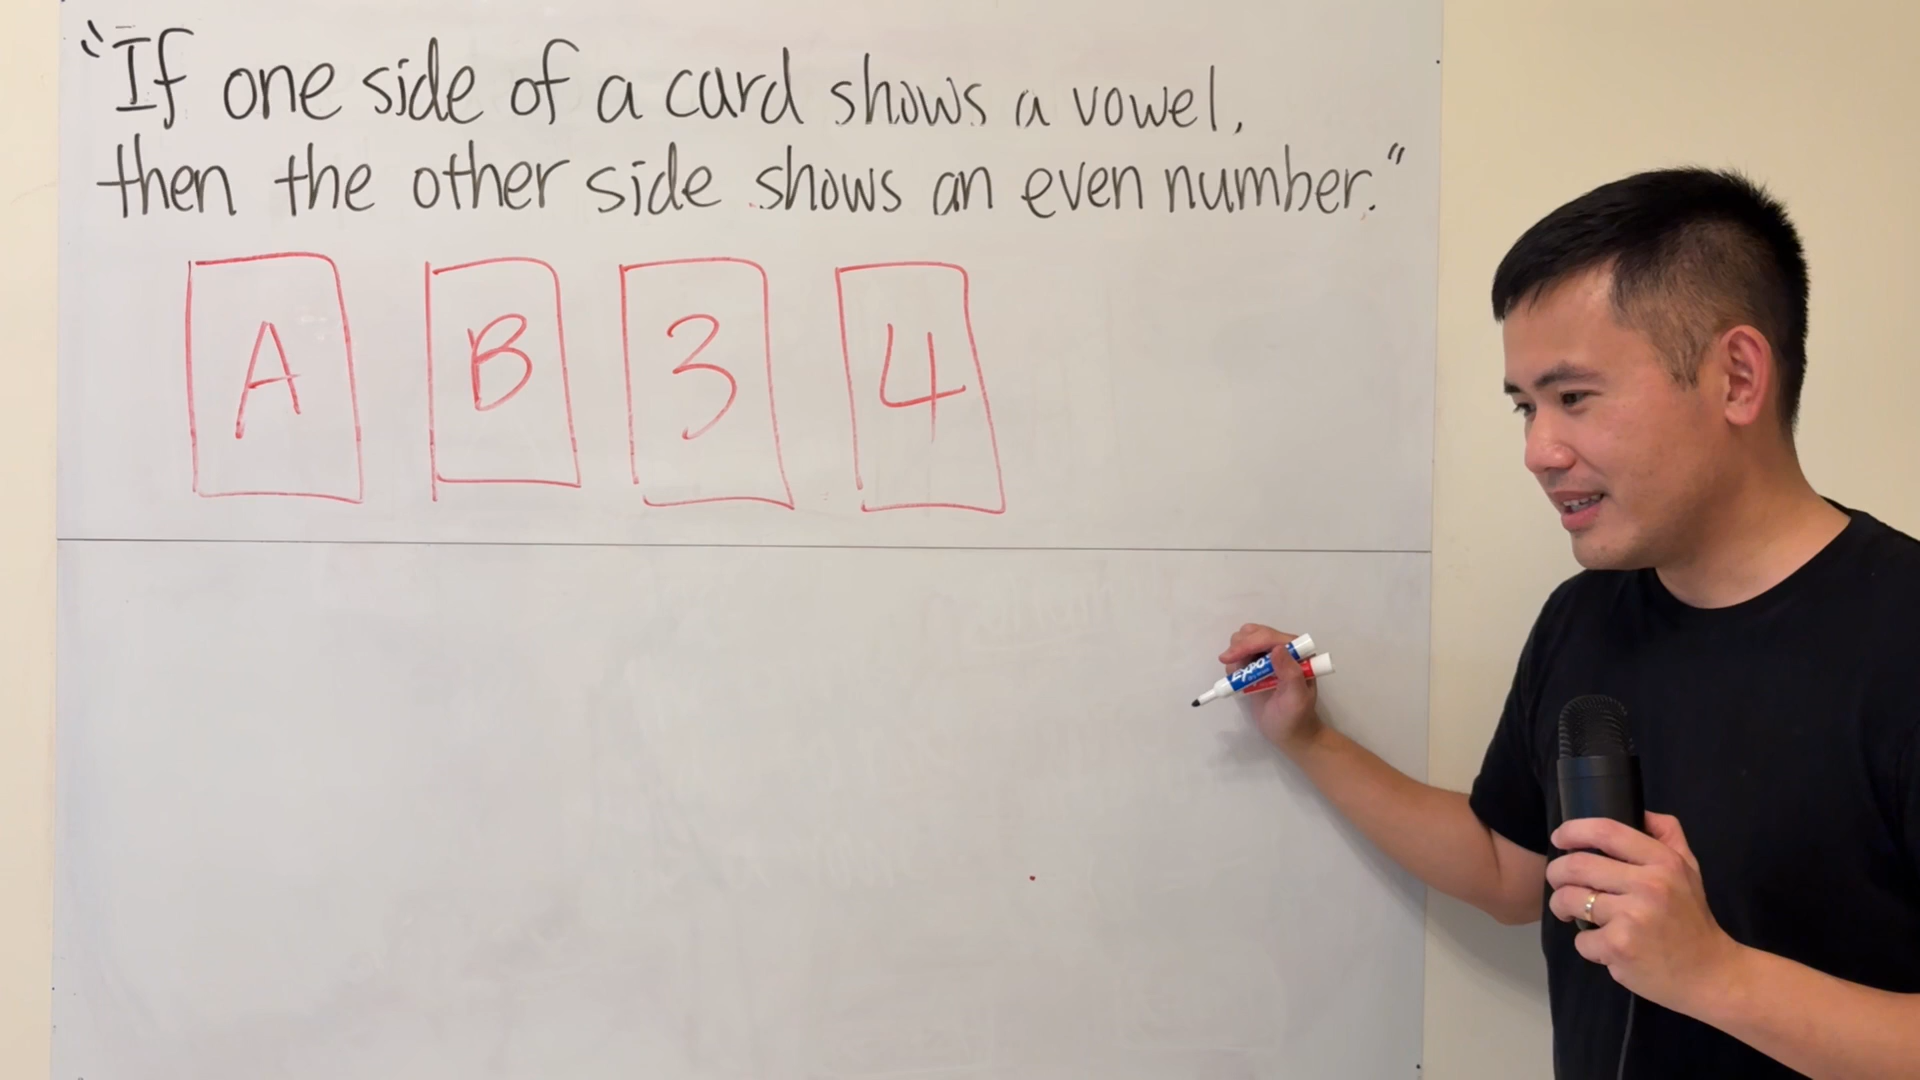 "If one side of a card shows a vowel,
then the other side shows an even number."
A B 3 4
EXPO